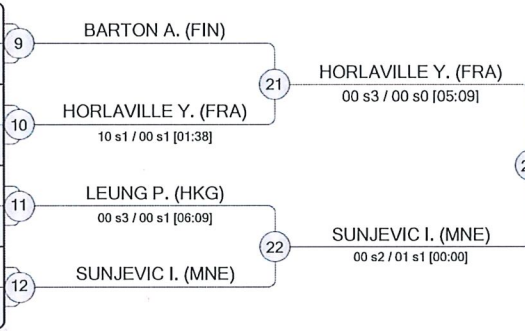 BARTON A. (FIN)
9
21
HORLAVILLE Y. (FRA)
00 s3 / 00 s0 [05:09]
HORLAVILLE Y. (FRA)
10
10 s1 / 00 s1 [01:38]
LEUNG P. (HKG)
11
00 s3 / 00 s1 [06:09]
22
SUNJEVIC I. (MNE)
00 s2 / 01 s1 [00:00]
SUNJEVIC I. (MNE)
12